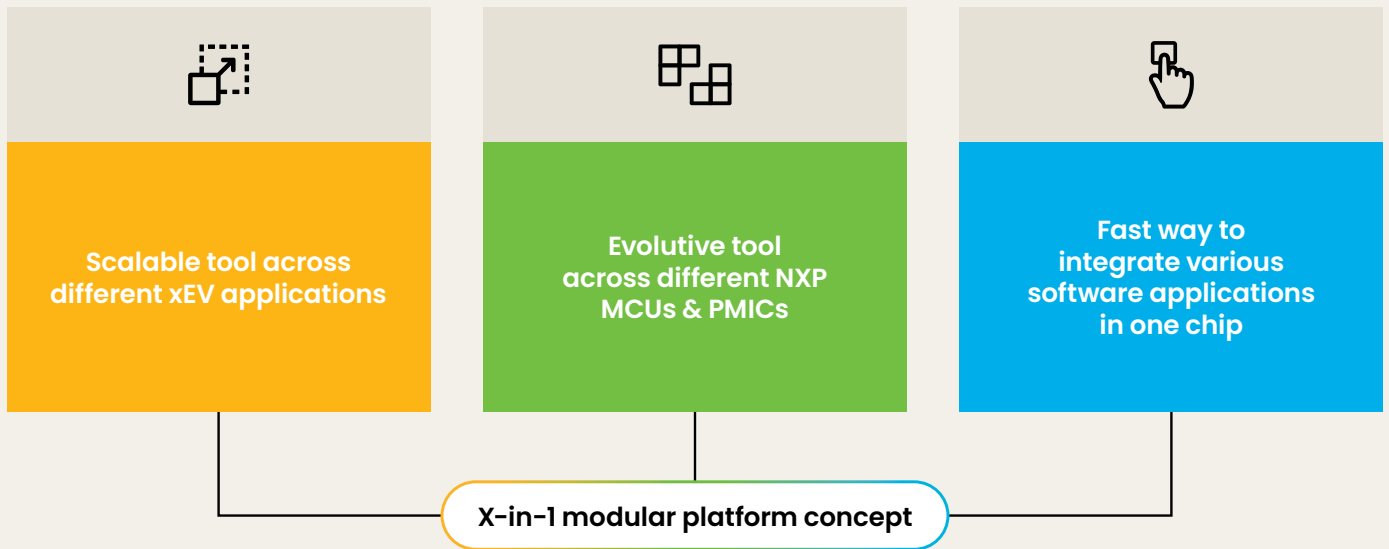 Scalable tool across
different xEV applications
Evolutive tool
across different NXP
MCUs & PMICs
Fast way to
integrate various
software applications
in one chip
X-in-1 modular platform concept